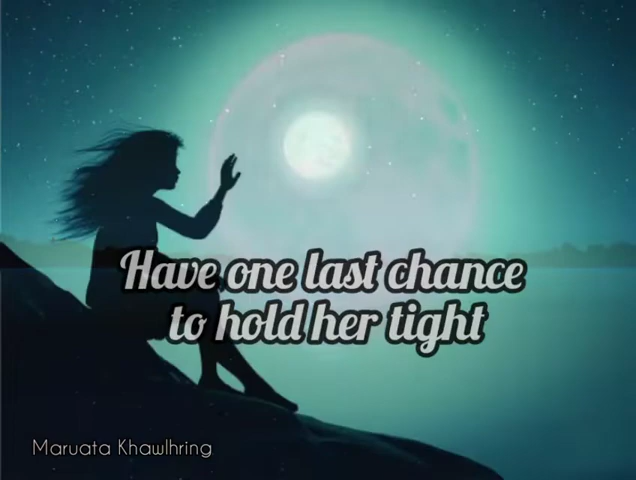 Have one last chance
to hold her tight
Maruata Khawlhring